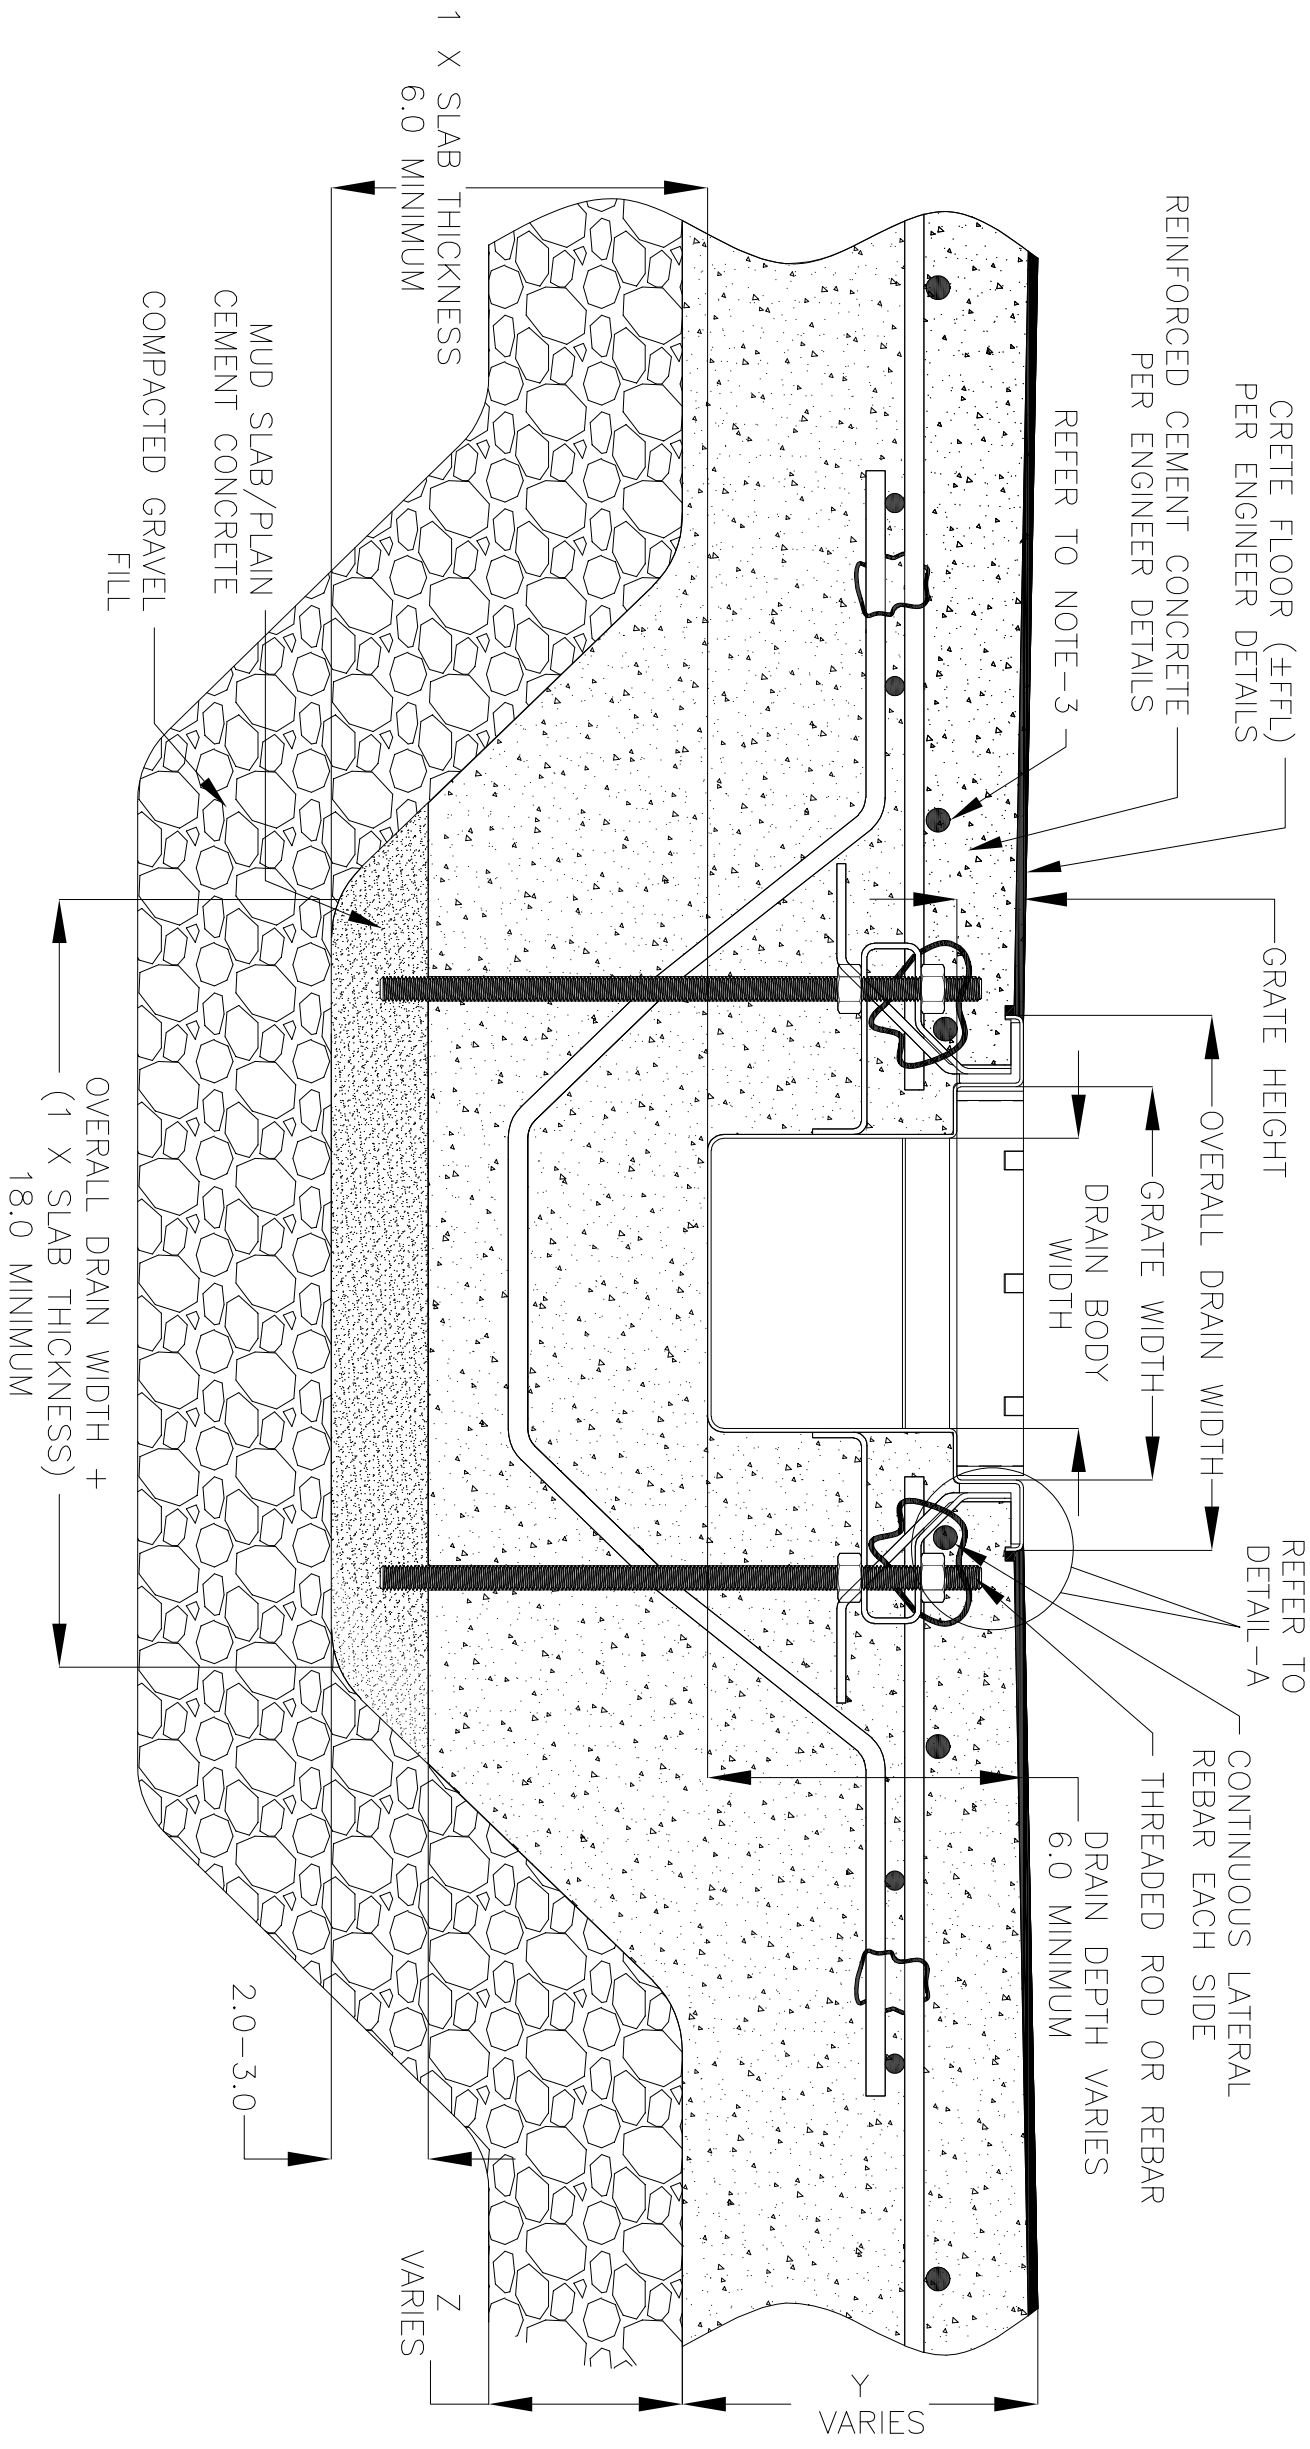 CRETE FLOOR (±FFL)
PER ENGINEER DETAILS
REINFORCED CEMENT CONCRETE
PER ENGINEER DETAILS
REFER TO NOTE-3
1 X SLAB THICKNESS
6.0 MINIMUM
MUD SLAB/PLAIN
CEMENT CONCRETE
COMPACTED GRAVEL
FILL
GRATE HEIGHT
OVERALL DRAIN WIDTH
GRATE WIDTH
DRAIN BODY
WIDTH
OVERALL DRAIN WIDTH +
(1 X SLAB THICKNESS)
18.0 MINIMUM
REFER TO
DETAIL-A
CONTINUOUS LATERAL
REBAR EACH SIDE
THREADED ROD OR REBAR
DRAIN DEPTH VARIES
6.0 MINIMUM
2.0-3.0
Z
VARIES
Y
VARIES